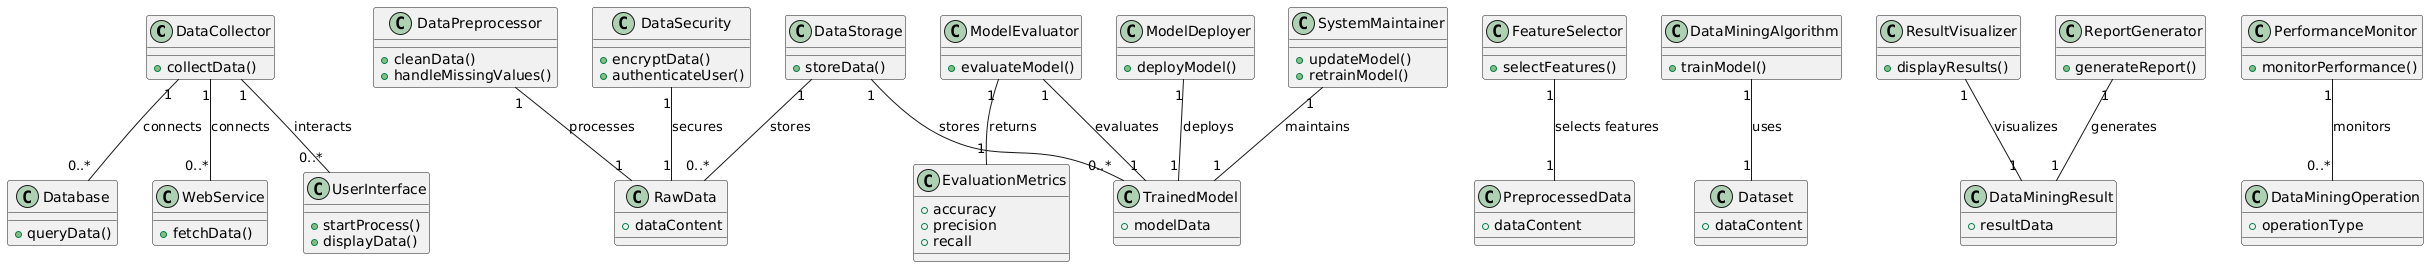 C DataCollector
collectData()
C DataPreprocessor
cleanData()
handleMissingValues()
C DataSecurity
encryptData()
authenticateUser()
C DataStorage
storeData()
C ModelEvaluator
evaluateModel()
C ModelDeployer
deployModel()
C SystemMaintainer
updateModel()
retrainModel()
C FeatureSelector
selectFeatures()
C DataMiningAlgorithm
trainModel()
C ResultVisualizer
displayResults()
C ReportGenerator
generateReport()
C PerformanceMonitor
monitorPerformance()
1 1 1 1 1 1 1 1 1 1 1 1 1 1 1 1
connects connects interacts processes secures stores stores returns evaluates deploys maintains selects features uses visualizes generates monitors
0..* 0..* 0..* 1 1 0..* 1 0..* 1 1 1 1 1 1 1 0..*
C Database
queryData()
C WebService
fetchData()
C UserInterface
startProcess()
displayData()
C RawData
dataContent
C EvaluationMetrics
accuracy
precision
recall
C TrainedModel
modelData
C PreprocessedData
dataContent
C Dataset
dataContent
C DataMiningResult
resultData
C DataMiningOperation
operationType